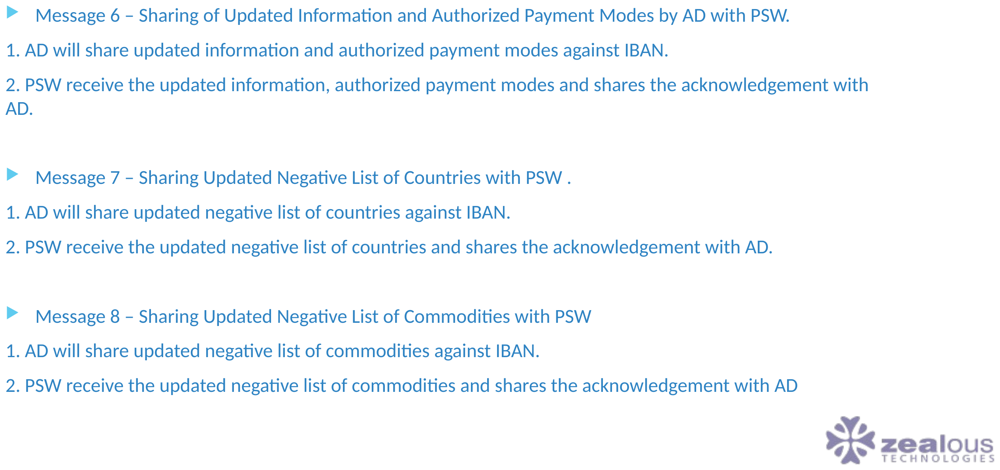 Message 6 – Sharing of Updated Information and Authorized Payment Modes by AD with PSW.
1. AD will share updated information and authorized payment modes against IBAN.
2. PSW receive the updated information, authorized payment modes and shares the acknowledgement with
AD.
Message 7 – Sharing Updated Negative List of Countries with PSW .
1. AD will share updated negative list of countries against IBAN.
2. PSW receive the updated negative list of countries and shares the acknowledgement with AD.
Message 8 – Sharing Updated Negative List of Commodities with PSW
1. AD will share updated negative list of commodities against IBAN.
2. PSW receive the updated negative list of commodities and shares the acknowledgement with AD
zealous
TECHNOLOGIES